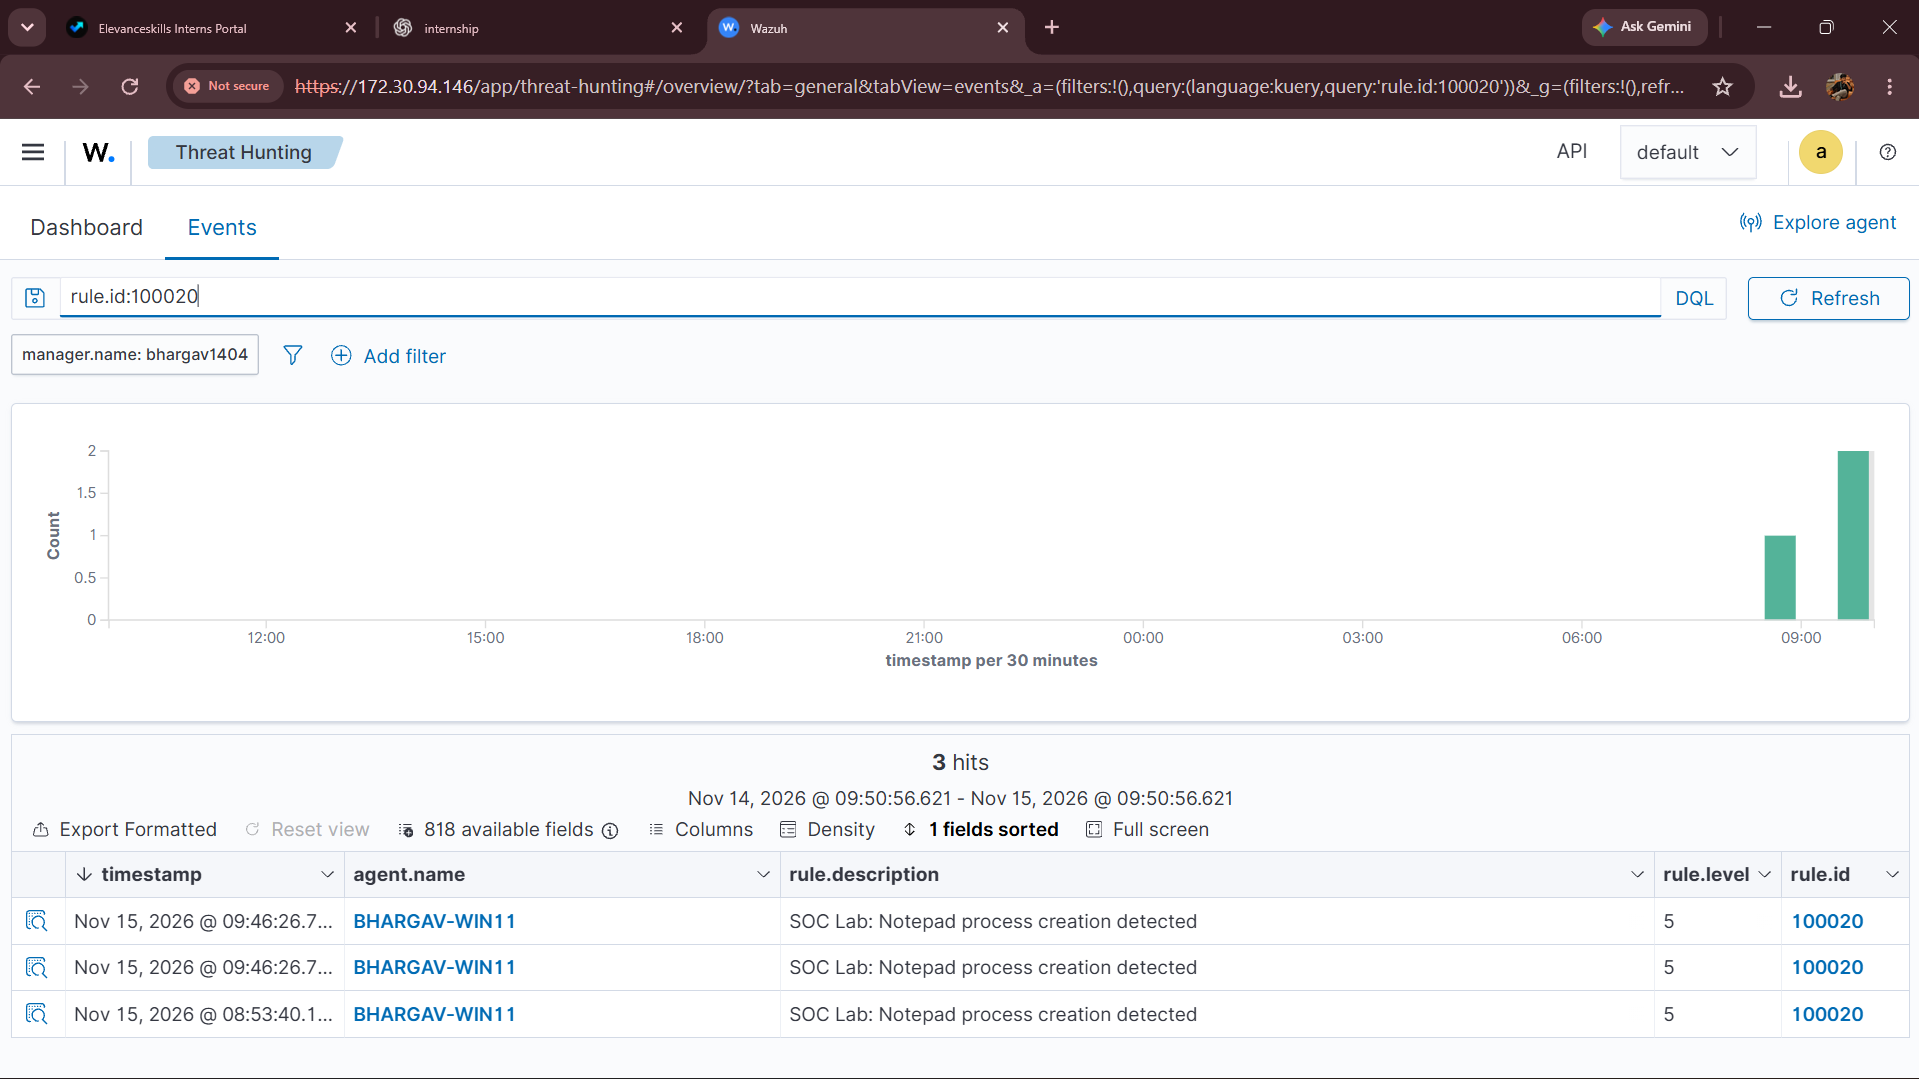 Elevanceskills Interns Portal
internship
Wazuh
Ask Gemini
Not secure
https://172.30.94.146/app/threat-hunting#/overview/?tab=general&tabView=events&_a=(filters:!(),query:(language:kuery,query:'rule.id:100020'))&_g=(filters:!(),refr...
W.
Threat Hunting
API
default
a
Dashboard
Events
Explore agent
rule.id:100020
DQL
Refresh
manager.name: bhargav1404
Add filter
2
1.5
1
0.5
0
Count
12:00
15:00
18:00
21:00
00:00
03:00
06:00
09:00
timestamp per 30 minutes
3 hits
Nov 14, 2026 @ 09:50:56.621 - Nov 15, 2026 @ 09:50:56.621
Export Formatted
Reset view
818 available fields
Columns
Density
1 fields sorted
Full screen
timestamp agent.name rule.description rule.level rule.id
Nov 15, 2026 @ 09:46:26.7... BHARGAV-WIN11 SOC Lab: Notepad process creation detected 5 100020
Nov 15, 2026 @ 09:46:26.7... BHARGAV-WIN11 SOC Lab: Notepad process creation detected 5 100020
Nov 15, 2026 @ 08:53:40.1... BHARGAV-WIN11 SOC Lab: Notepad process creation detected 5 100020